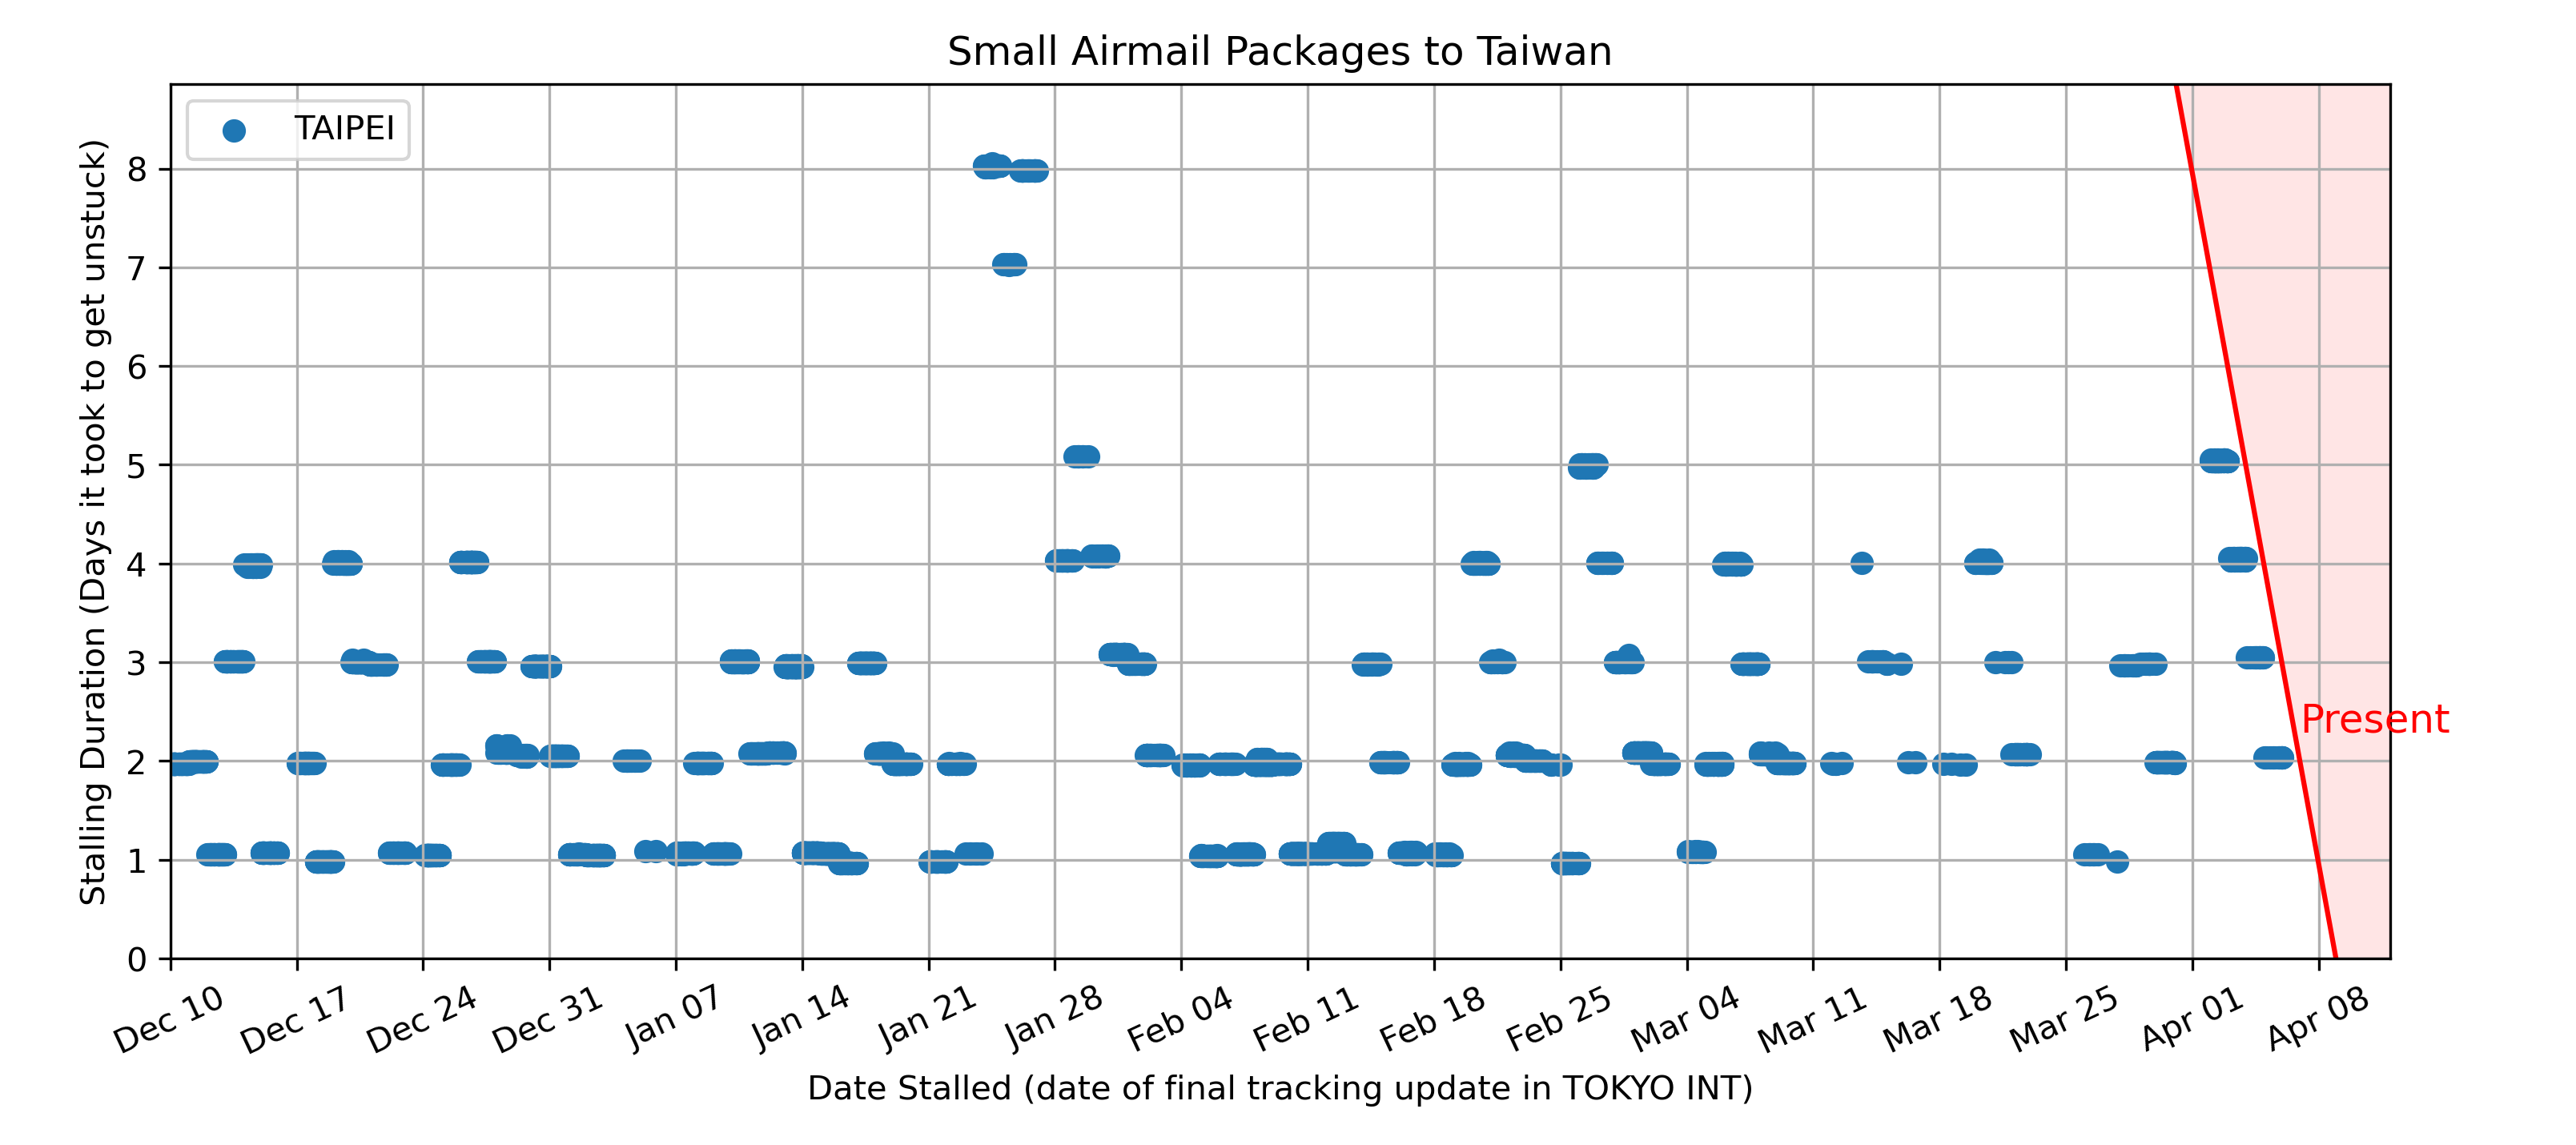 Small Airmail Packages to Taiwan
TAIPEI
Stalling Duration (Days it took to get unstuck)
8
7
6
5
4
3
2
1
0
Present
Dec 10
Dec 17
Dec 24
Dec 31
Jan 07
Jan 14
Jan 21
Jan 28
Feb 04
Feb 11
Feb 18
Feb 25
Mar 04
Mar 11
Mar 18
Mar 25
Apr 01
Apr 08
Date Stalled (date of final tracking update in TOKYO INT)